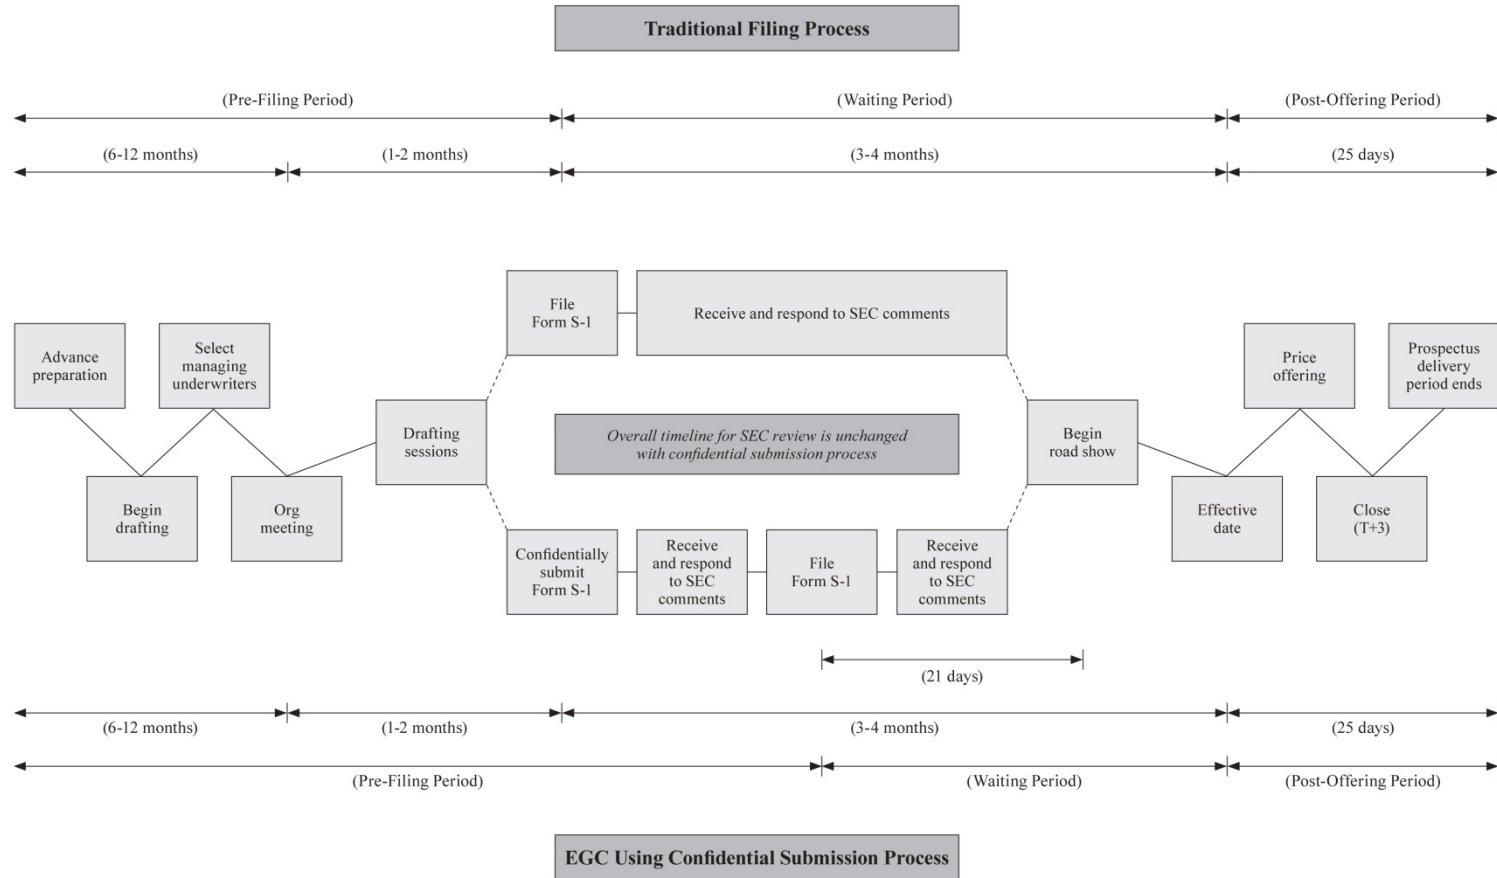 Traditional Filing Process
(Pre-Filing Period)
(Waiting Period)
(Post-Offering Period)
(6-12 months)
(1-2 months)
(3-4 months)
(25 days)
Advance
preparation
Begin
drafting
Select
managing
underwriters
Org
meeting
Drafting
sessions
File
Form S-1
Receive and respond to SEC comments
Overall timeline for SEC review is unchanged
with confidential submission process
Confidentially
submit
Form S-1
Receive
and respond
to SEC
comments
File
Form S-1
Receive
and respond
to SEC
comments
Begin
road show
Effective
date
Price
offering
Close
(T+3)
Prospectus
delivery
period ends
(21 days)
(6-12 months)
(1-2 months)
(3-4 months)
(25 days)
(Pre-Filing Period)
(Waiting Period)
(Post-Offering Period)
EGC Using Confidential Submission Process